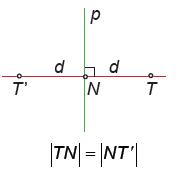 p
d d
T' N T
|TN| = |NT'|